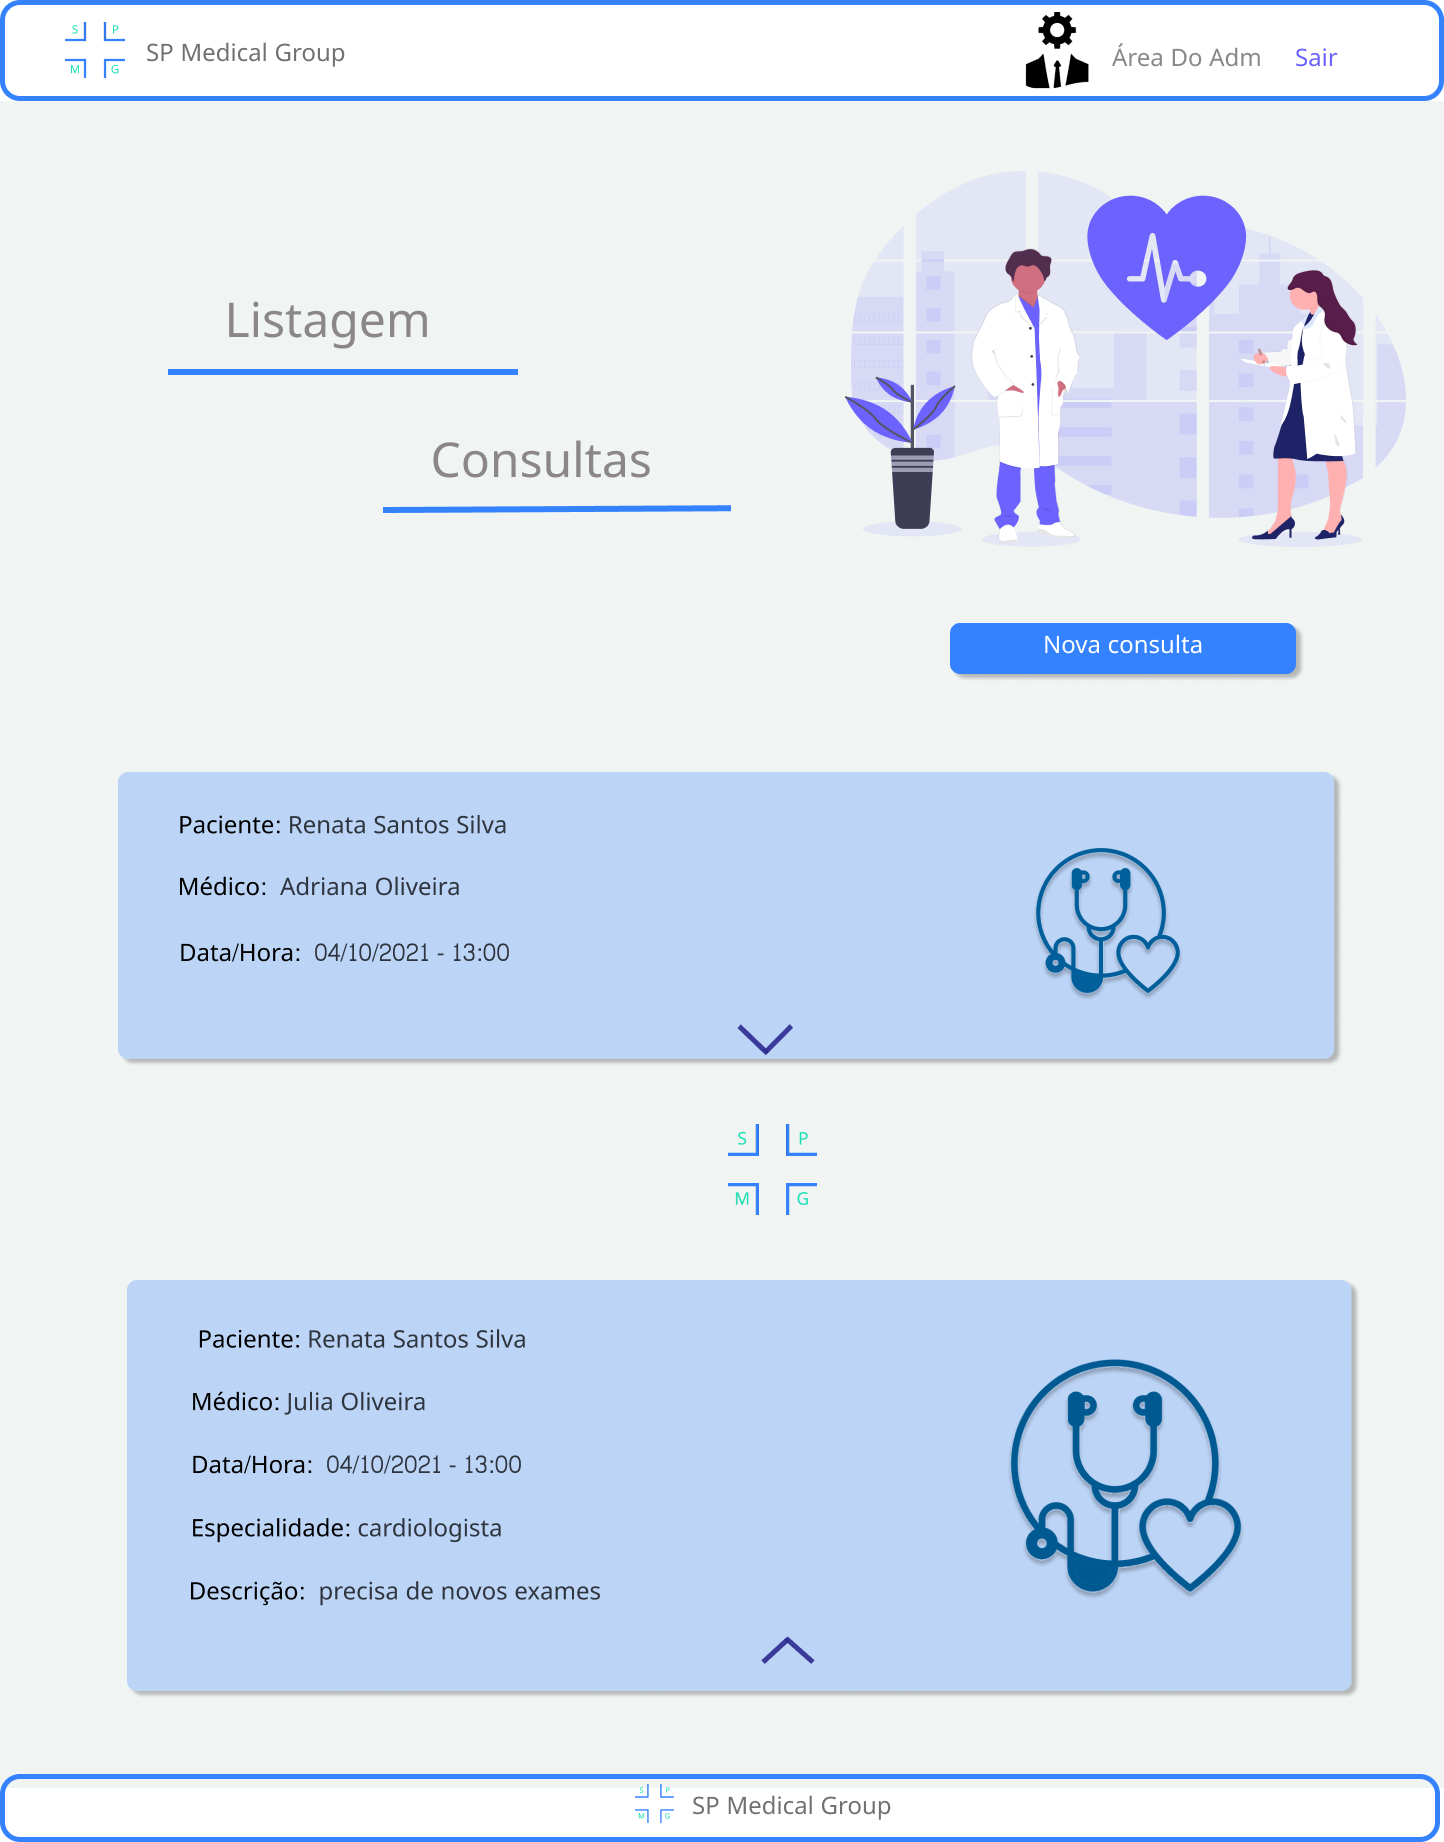 S P
M G
SP Medical Group
Área Do Adm
Sair
Listagem
Consultas
Nova consulta
Paciente: Renata Santos Silva
Médico: Adriana Oliveira
Data/Hora: 04/10/2021 - 13:00
S P
M G
Paciente: Renata Santos Silva
Médico: Julia Oliveira
Data/Hora: 04/10/2021 - 13:00
Especialidade: cardiologista
Descrição: precisa de novos exames
S P
M G
SP Medical Group